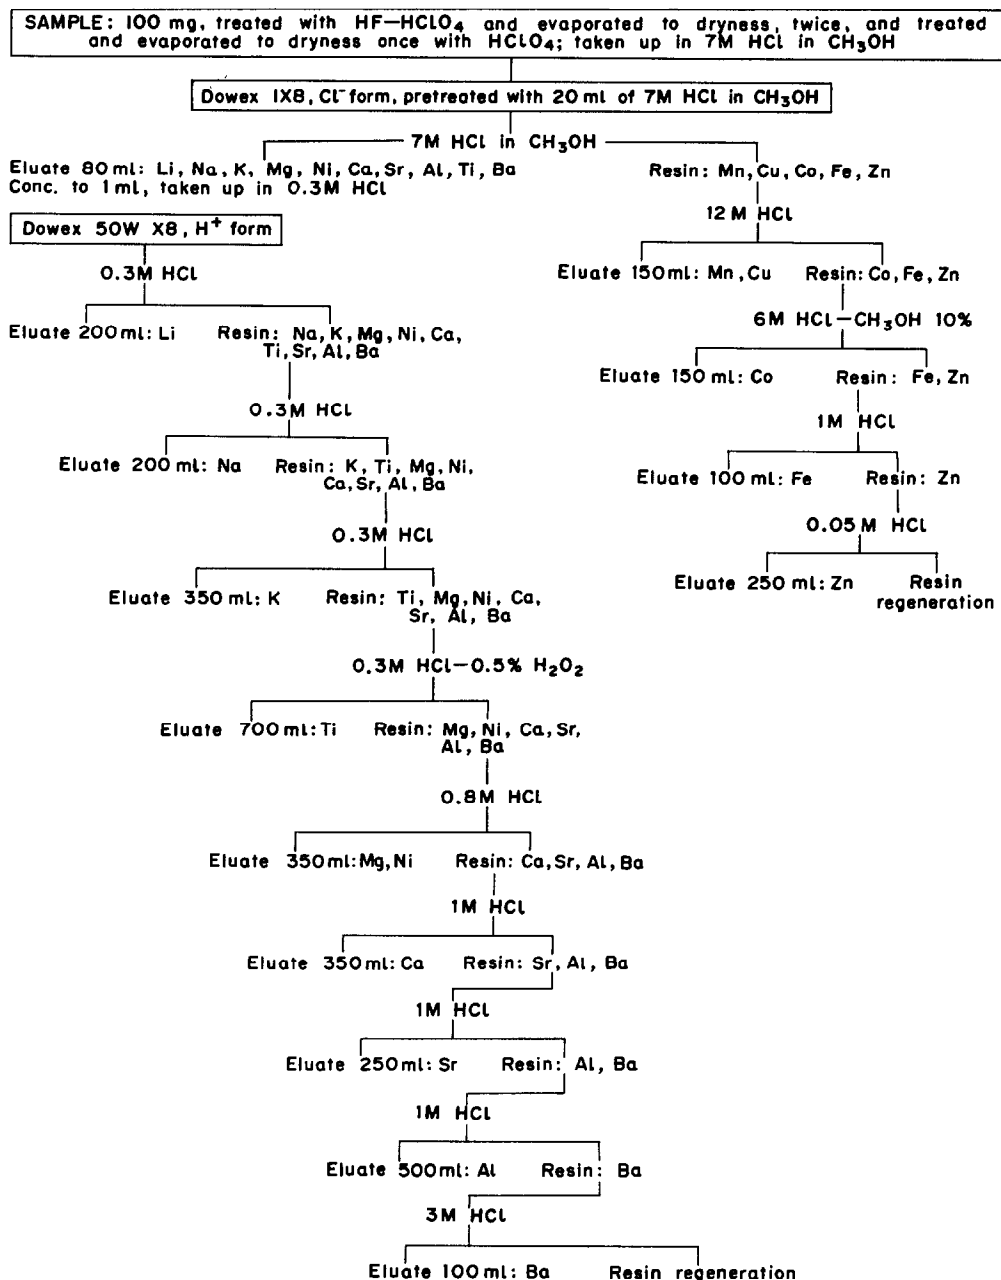 SAMPLE: 100 mg, treated with HF–HClO4 and evaporated to dryness, twice, and treated
and evaporated to dryness once with HClO4; taken up in 7M HCl in CH3OH
Dowex 1X8, Cl− form, pretreated with 20 ml of 7M HCl in CH3OH
7M HCl in CH3OH
Eluate 80 ml: Li, Na, K, Mg, Ni, Ca, Sr, Al, Ti, Ba
Conc. to 1 ml, taken up in 0.3M HCl
Resin: Mn, Cu, Co, Fe, Zn
12 M HCl
Dowex 50W X8, H+ form
0.3M HCl
Eluate 150 ml: Mn, Cu
Resin: Co, Fe, Zn
6M HCl–CH3OH 10%
Eluate 200 ml: Li
Resin: Na, K, Mg, Ni, Ca,
Ti, Sr, Al, Ba
Eluate 150 ml: Co
Resin: Fe, Zn
0.3M HCl
1M HCl
Eluate 200 ml: Na
Resin: K, Ti, Mg, Ni,
Ca, Sr, Al, Ba
Eluate 100 ml: Fe
Resin: Zn
0.3M HCl
0.05M HCl
Eluate 350 ml: K
Resin: Ti, Mg, Ni, Ca,
Sr, Al, Ba
Eluate 250 ml: Zn
Resin
regeneration
0.3M HCl–0.5% H2O2
Eluate 700 ml: Ti
Resin: Mg, Ni, Ca, Sr,
Al, Ba
0.8M HCl
Eluate 350 ml: Mg, Ni
Resin: Ca, Sr, Al, Ba
1M HCl
Eluate 350 ml: Ca
Resin: Sr, Al, Ba
1M HCl
Eluate 250 ml: Sr
Resin: Al, Ba
1M HCl
Eluate 500 ml: Al
Resin: Ba
3M HCl
Eluate 100 ml: Ba
Resin regeneration